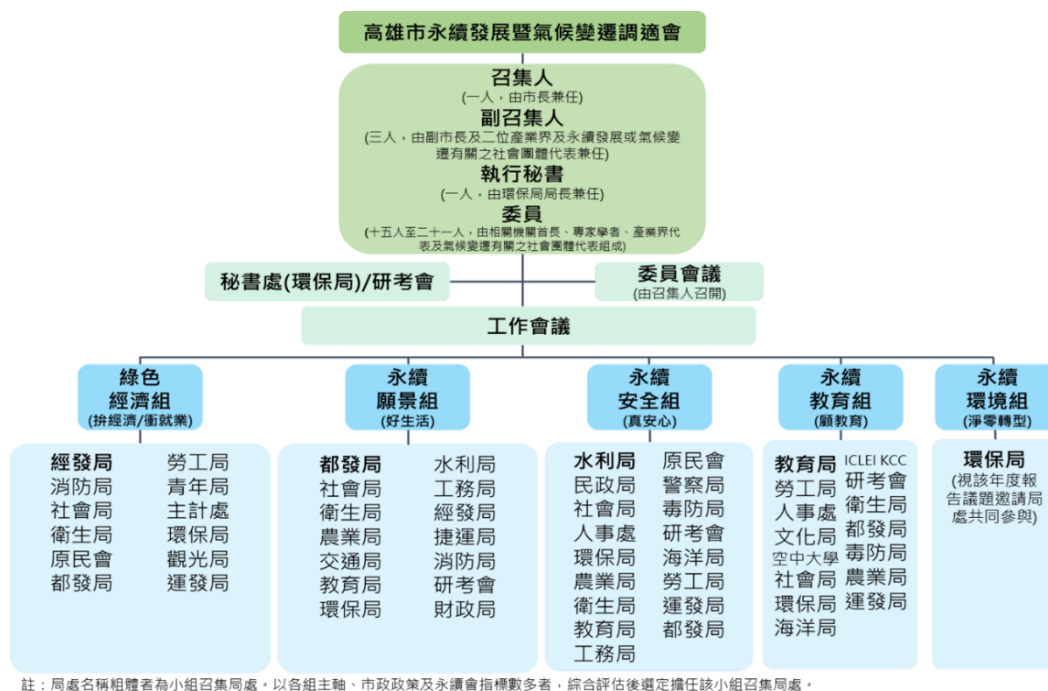 高雄市永續發展暨氣候變遷調適會
召集人
(一人，由市長兼任)
副召集人
(三人，由副市長及二位產業界及永續發展或氣候變
遷有關之社會團體代表兼任)
執行秘書
(一人，由環保局局長兼任)
委員
(十五人至二十一人，由相關機關首長、專家學者、產業界代
表及氣候變遷有關之社會團體代表組成)
秘書處(環保局)/研考會
委員會議
(由召集人召開)
工作會議
綠色
經濟組
(拚經濟/衝就業)
經發局
消防局
社會局
衛生局
原民會
都發局
勞工局
青年局
主計處
環保局
觀光局
運發局
永續
願景組
(好生活)
都發局
社會局
衛生局
農業局
交通局
教育局
環保局
水利局
工務局
經發局
捷運局
消防局
研考會
財政局
永續
安全組
(真安心)
水利局
民政局
社會局
人事處
環保局
農業局
衛生局
教育局
工務局
原民會
警察局
毒防局
研考會
海洋局
勞工局
運發局
都發局
永續
教育組
(顧教育)
教育局
勞工局
人事處
文化局
空中大學
社會局
環保局
海洋局
ICLEI KCC
研考會
衛生局
都發局
毒防局
農業局
運發局
永續
環境組
(淨零轉型)
環保局
(視該年度報
告議題邀請局
處共同參與)
註：局處名稱粗體者為小組召集局處。以各組主軸、市政政策及永續會指標數多者，綜合評估後選定擔任該小組召集局處。